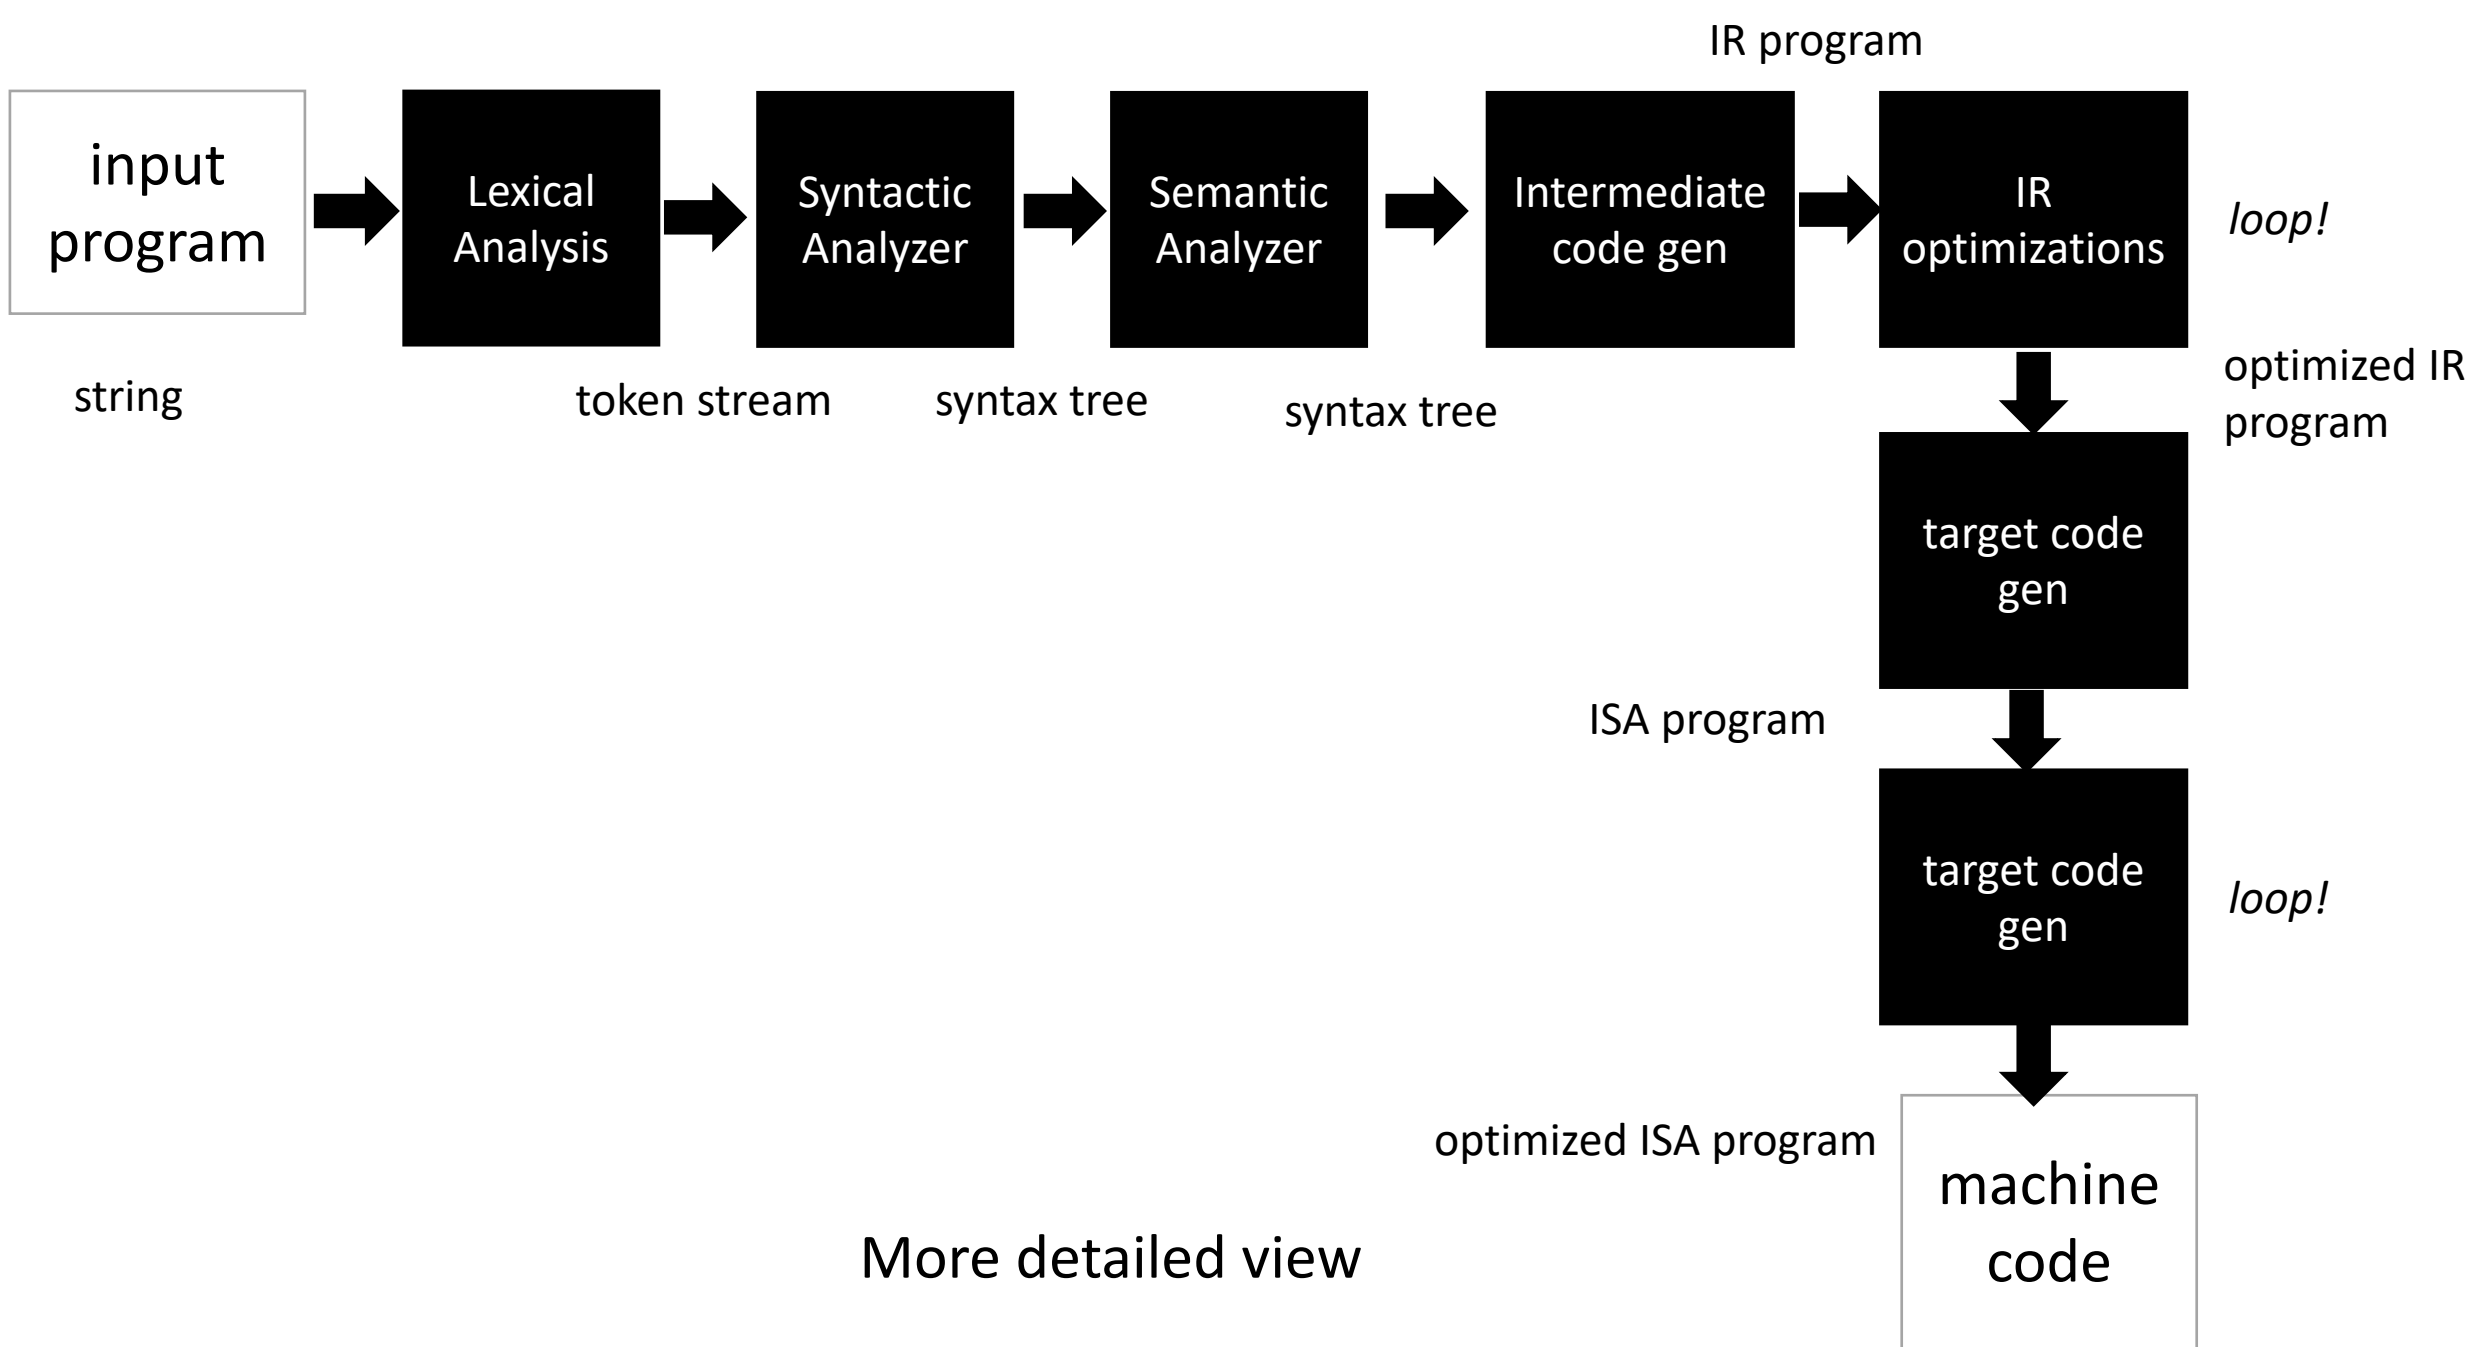 IR program
input
program
Lexical
Analysis
Syntactic
Analyzer
Semantic
Analyzer
Intermediate
code gen
IR
optimizations
loop!
string
token stream
syntax tree
syntax tree
optimized IR
program
target code
gen
ISA program
target code
gen
loop!
optimized ISA program
machine
code
More detailed view